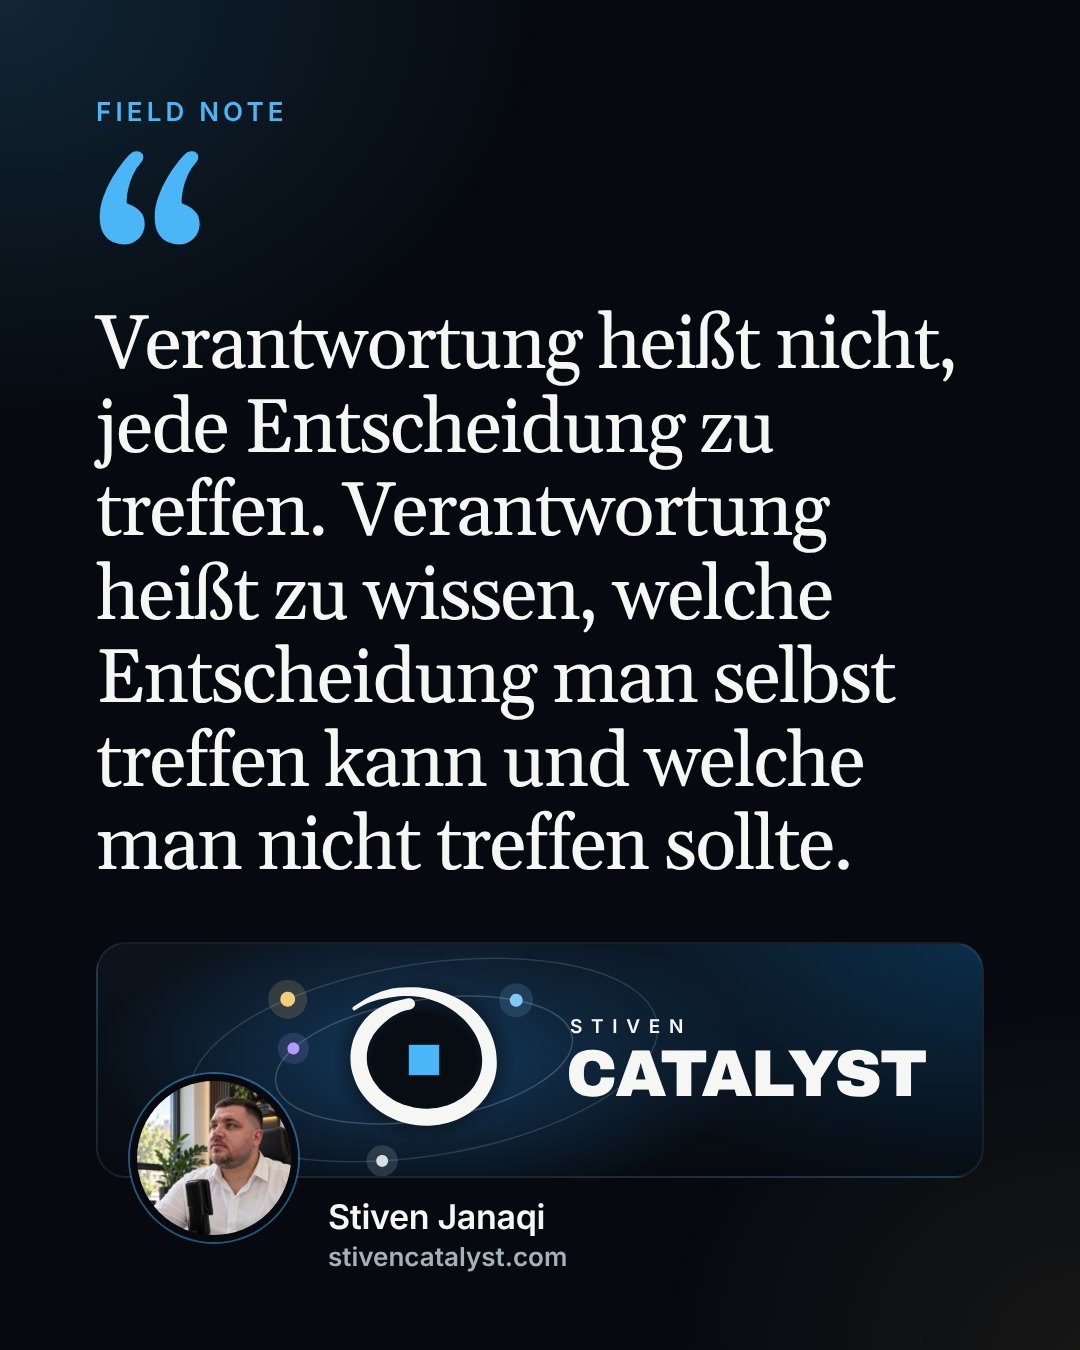 FIELD NOTE
“
Verantwortung heißt nicht,
jede Entscheidung zu
treffen. Verantwortung
heißt zu wissen, welche
Entscheidung man selbst
treffen kann und welche
man nicht treffen sollte.
STIVEN
CATALYST
Stiven Janaqi
stivencatalyst.com